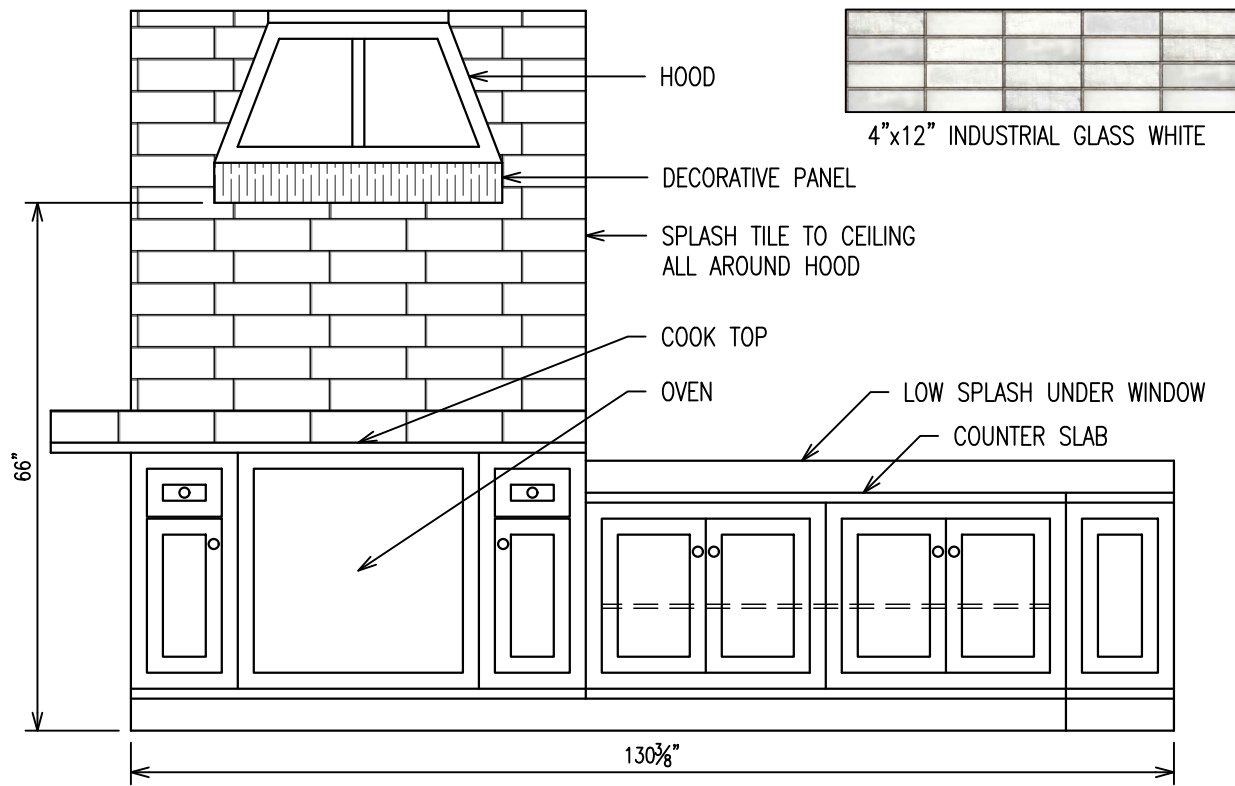 HOOD
4”x12” INDUSTRIAL GLASS WHITE
DECORATIVE PANEL
SPLASH TILE TO CEILING
ALL AROUND HOOD
COOK TOP
OVEN
LOW SPLASH UNDER WINDOW
COUNTER SLAB
66”
130⅜”